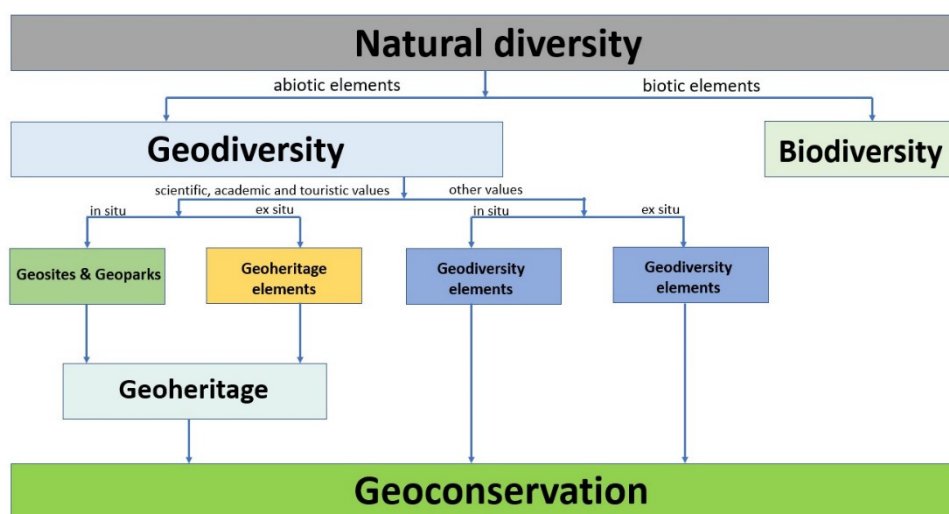 Natural diversity
abiotic elements
biotic elements
Geodiversity
Biodiversity
scientific, academic and touristic values
other values
in situ
ex situ
in situ
ex situ
Geosites & Geoparks
Geoheritage
elements
Geodiversity
elements
Geodiversity
elements
Geoheritage
Geoconservation